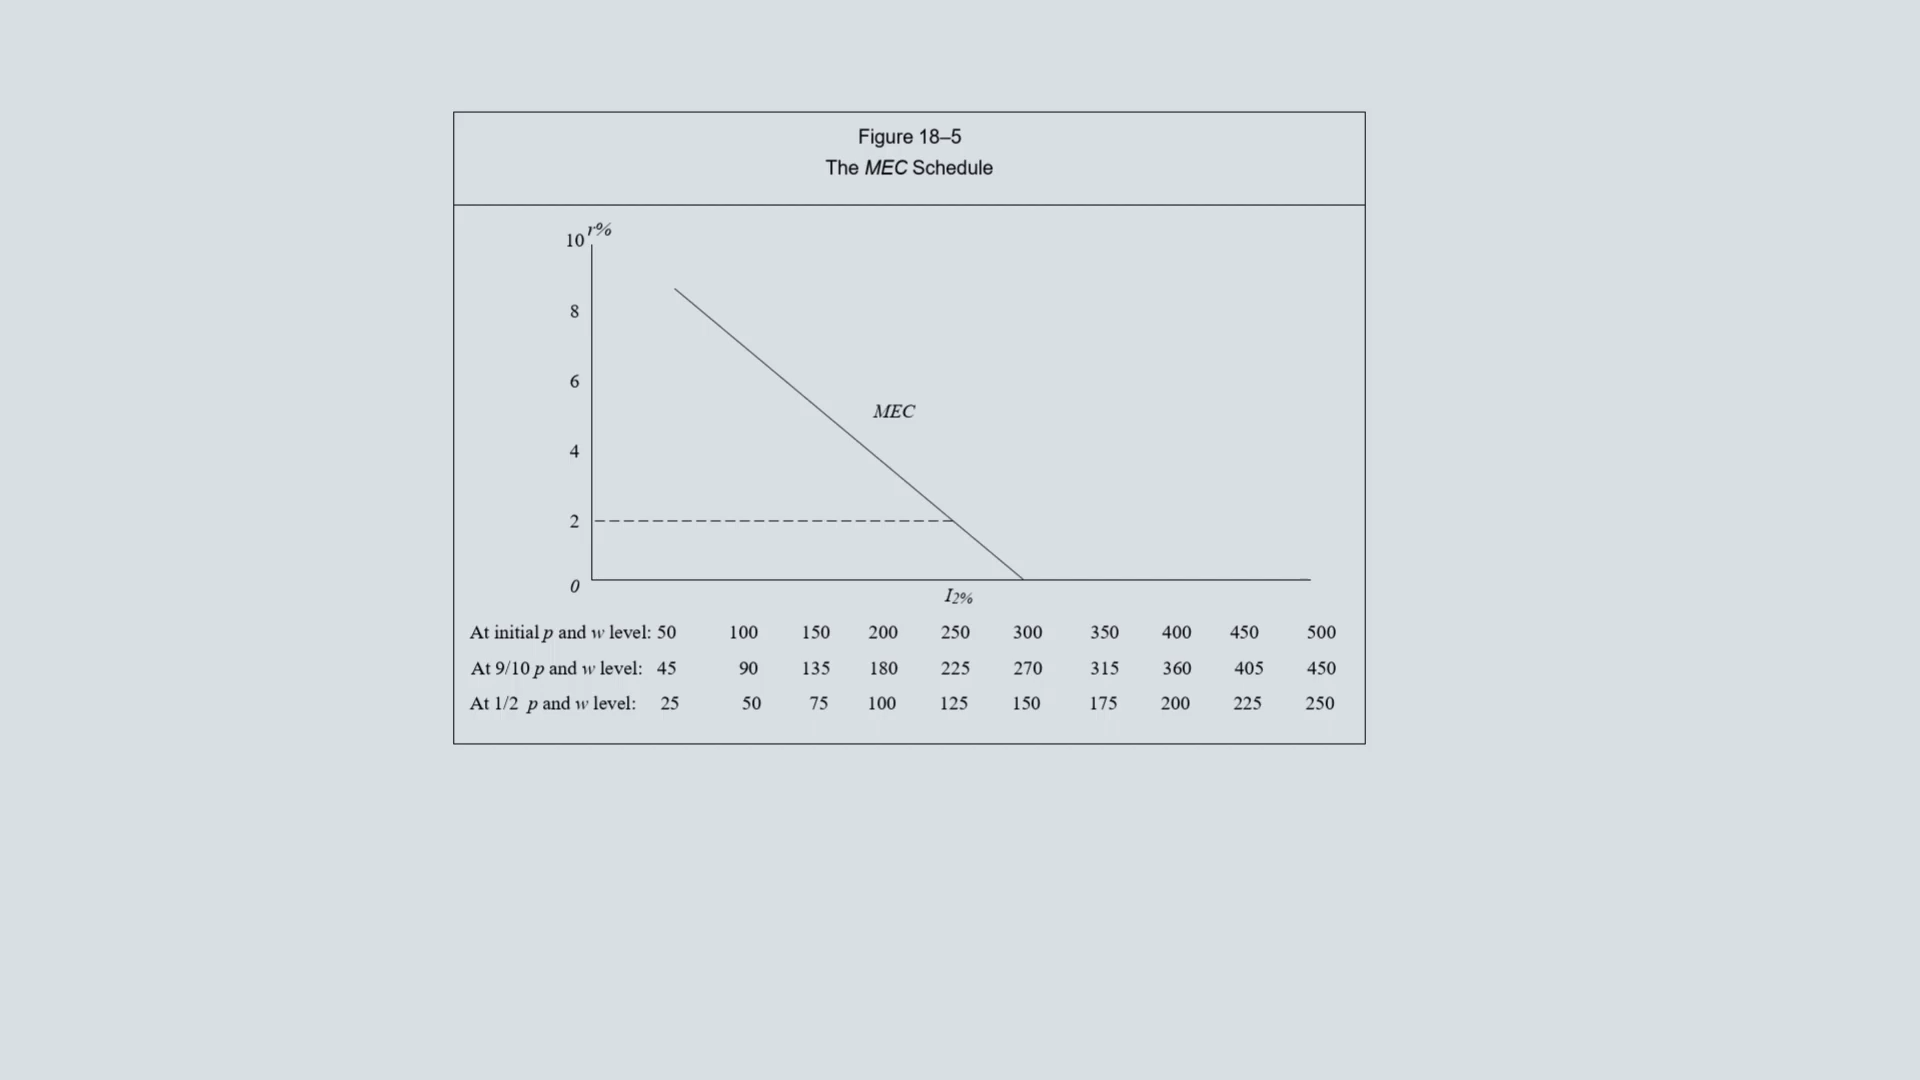 Figure 18–5
The MEC Schedule
r%
10
8
6
MEC
4
2
0
I2%
At initial p and w level: 50 100 150 200 250 300 350 400 450 500
At 9/10 p and w level: 45 90 135 180 225 270 315 360 405 450
At 1/2 p and w level: 25 50 75 100 125 150 175 200 225 250